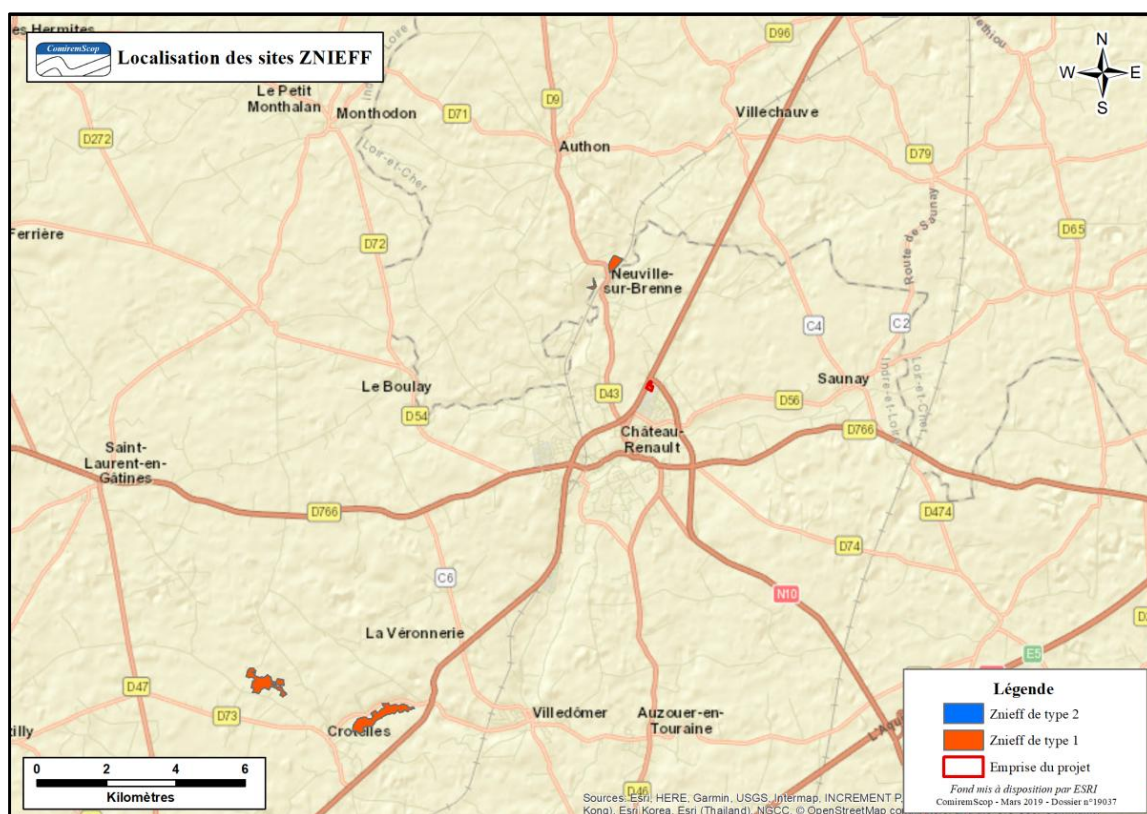 es Hermites
ComiremScop
Localisation des sites ZNIEFF
Le Petit
Monthalan
Monthodon
D71
D9
D96
Villechauve
N
W
E
S
D272
Authon
D79
Indre-et-Loire
Loir-et-Cher
Ferrière
D72
D65
Route de Saunay
Neuville-
sur-Brenne
C4
C2
Le Boulay
D54
D43
D56
Saunay
Indre-et-Loire
Loir-et-Cher
Château-
Renault
D766
Saint-
Laurent-en-
Gâtines
D766
D474
D74
C6
N10
La Véronnerie
E5
D47
D73
Crotelles
Villedômer
Auzouer-en-
Touraine
L'Aqui
D46
0 2 4 6
Kilomètres
Légende
Znieff de type 2
Znieff de type 1
Emprise du projet
Fond mis à disposition par ESRI
ComiremScop - Mars 2019 - Dossier n°19037
Sources: Esri, HERE, Garmin, USGS, Intermap, INCREMENT P,
Kong), Esri Korea, Esri (Thailand), NGCC, © OpenStreetMap co